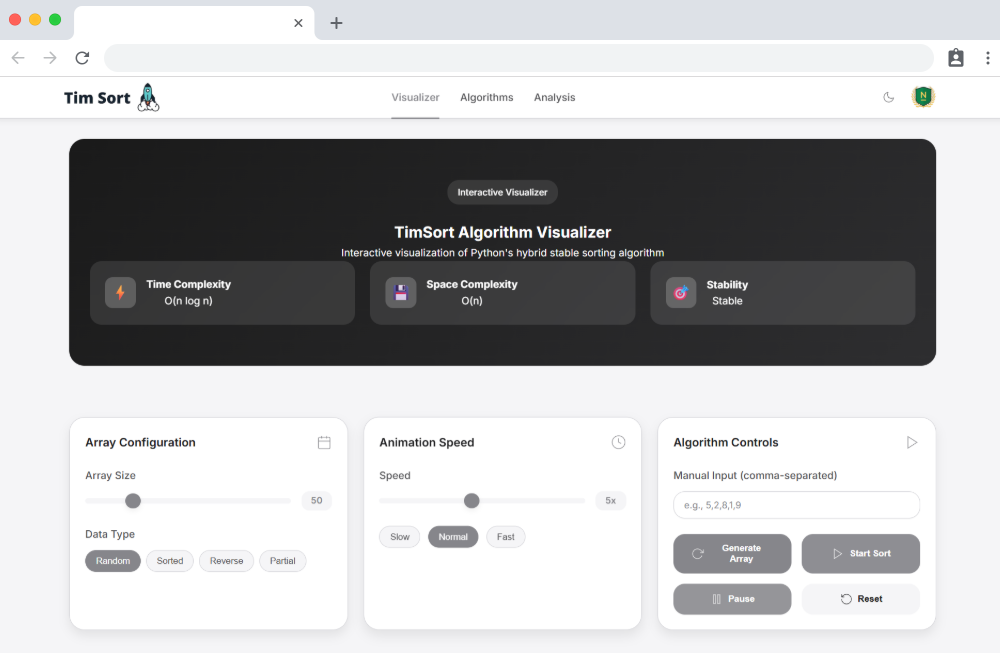 Tim Sort
Visualizer
Algorithms
Analysis
N
Interactive Visualizer
TimSort Algorithm Visualizer
Interactive visualization of Python's hybrid stable sorting algorithm
Time Complexity
O(n log n)
Space Complexity
O(n)
Stability
Stable
Array Configuration
Array Size
50
Data Type
Random
Sorted
Reverse
Partial
Animation Speed
Speed
5x
Slow
Normal
Fast
Algorithm Controls
Manual Input (comma-separated)
e.g., 5,2,8,1,9
Generate
Array
Start Sort
Pause
Reset